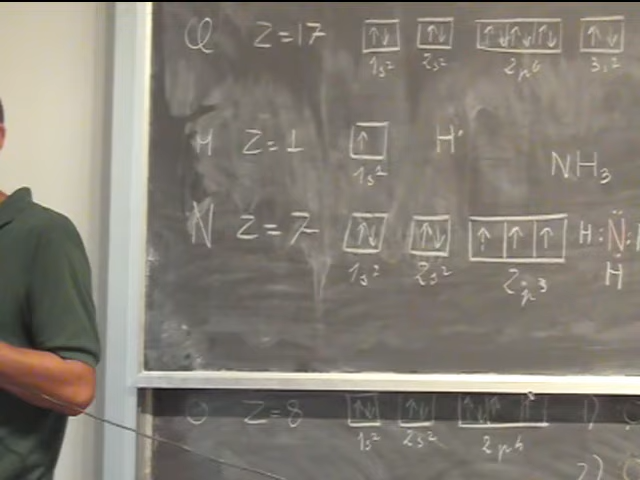 Cl Z=17 ↑↓ ↑↓ ↑↓↑↓↑↓ ↑↓
1s² 2s² 2p⁶ 3s²
H Z=1 ↑ H·
1s² NH₃
N Z=7 ↑↓ ↑↓ ↑ ↑ ↑ H:N̈:
1s² 2s² 2p³ H
O Z=8 ↑↓ ↑↓ ↑↓↑ ↑ 1)
1s² 2s² 2p⁴
2)